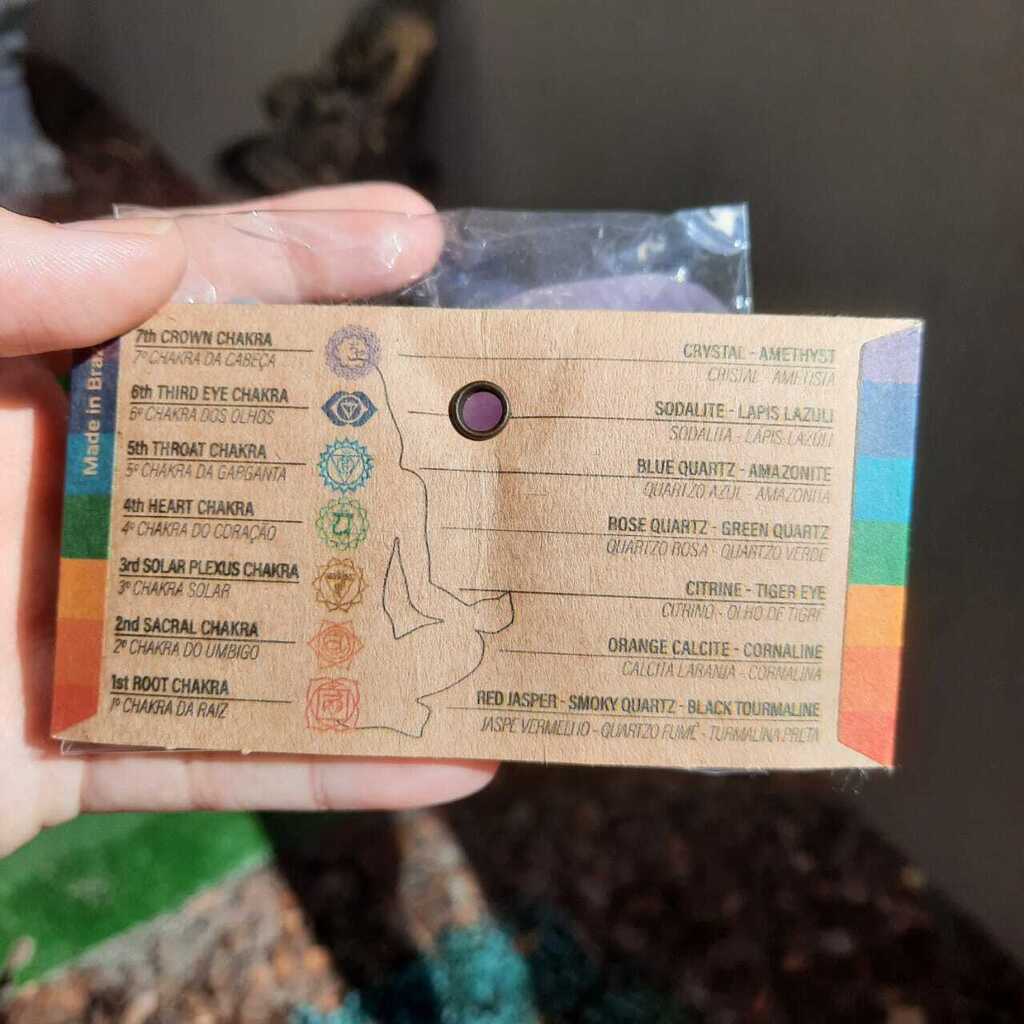 Made in Bra
7th CROWN CHAKRA
7º CHAKRA DA CABEÇA
CRYSTAL - AMETHYST
CRISTAL - AMETISTA
6th THIRD EYE CHAKRA
6º CHAKRA DOS OLHOS
SODALITE - LAPIS LAZULI
SODALITA - LÁPIS LAZULI
5th THROAT CHAKRA
5º CHAKRA DA GARGANTA
BLUE QUARTZ - AMAZONITE
QUARTZO AZUL - AMAZONITA
4th HEART CHAKRA
4º CHAKRA DO CORAÇÃO
ROSE QUARTZ - GREEN QUARTZ
QUARTZO ROSA - QUARTZO VERDE
3rd SOLAR PLEXUS CHAKRA
3º CHAKRA SOLAR
CITRINE - TIGER EYE
CITRINO - OLHO DE TIGRE
2nd SACRAL CHAKRA
2º CHAKRA DO UMBIGO
ORANGE CALCITE - CORNALINE
CALCITA LARANJA - CORNALINA
1st ROOT CHAKRA
1º CHAKRA DA RAIZ
RED JASPER - SMOKY QUARTZ - BLACK TOURMALINE
JASPE VERMELHO - QUARTZO FUMÊ - TURMALINA PRETA